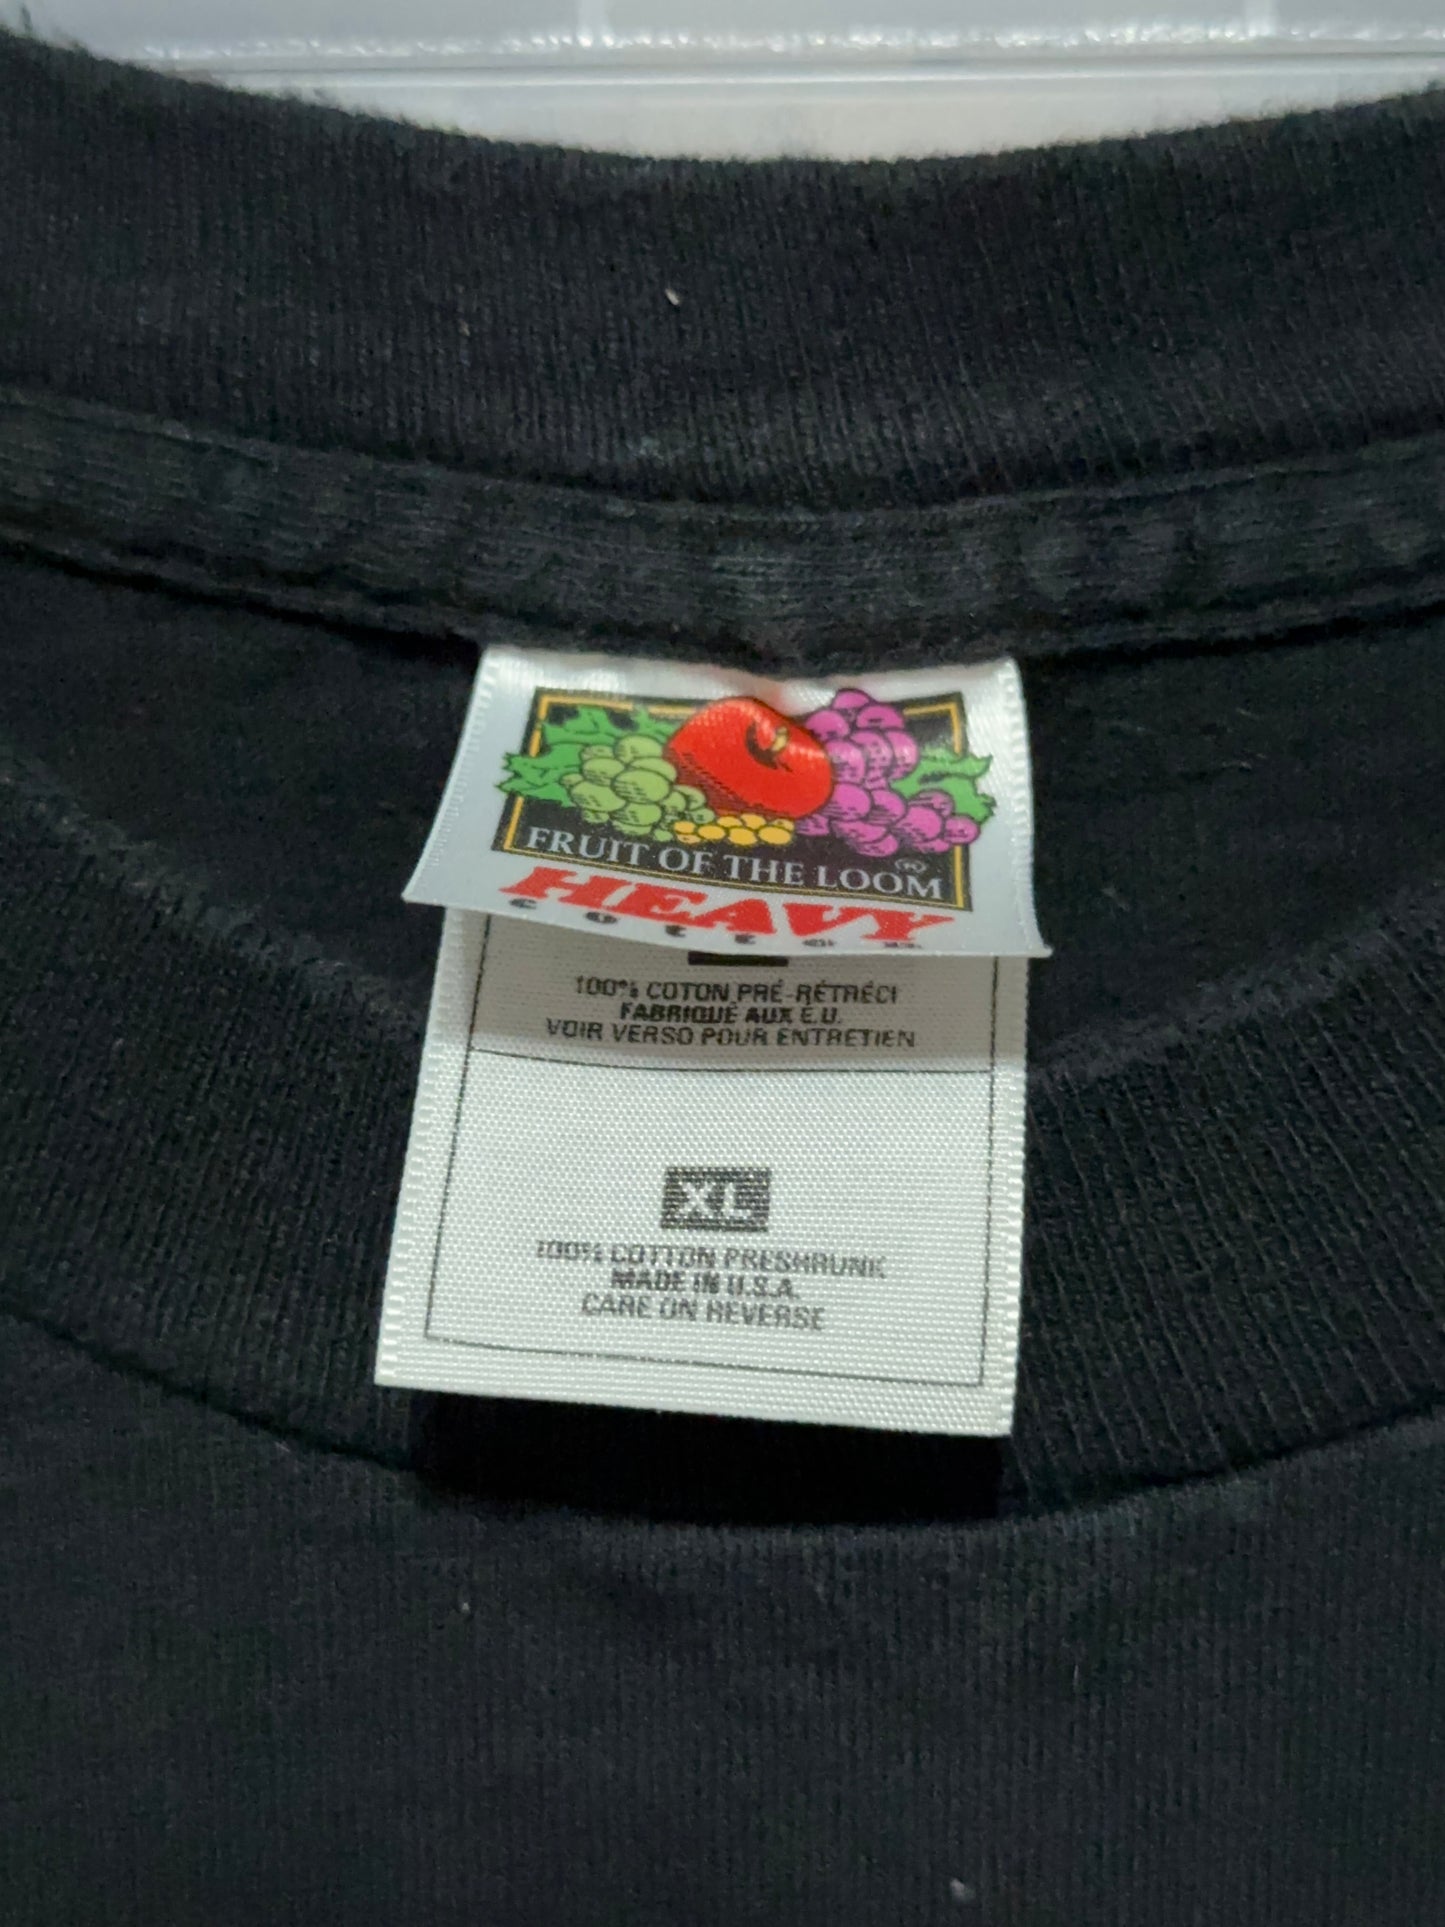 FRUIT OF THE LOOM
HEAVY
COTTON
100% COTON PRÉ-RÉTRÉCI
FABRIQUÉ AUX E.U.
VOIR VERSO POUR ENTRETIEN
XL
100% COTTON PRESHRUNK
MADE IN U.S.A.
CARE ON REVERSE